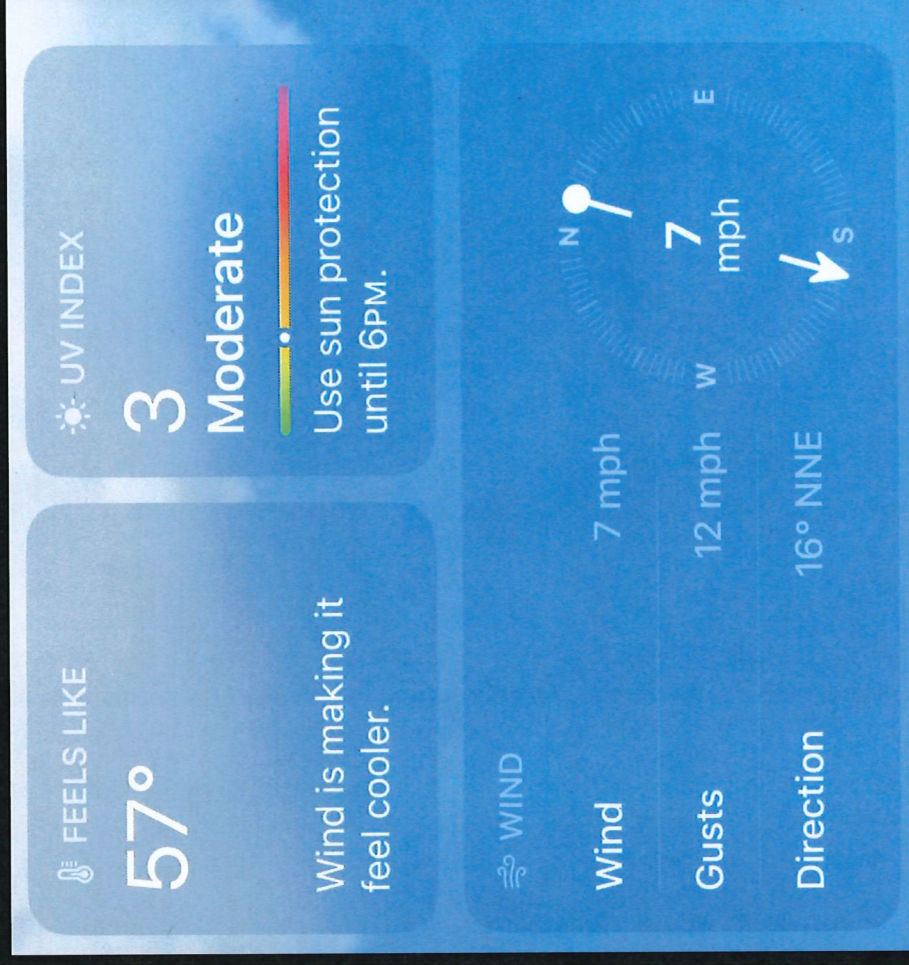 FEELS LIKE
57°
Wind is making it
feel cooler.
UV INDEX
3
Moderate
Use sun protection
until 6PM.
WIND
Wind 7 mph
Gusts 12 mph
Direction 16° NNE
N
E
S
W
7
mph